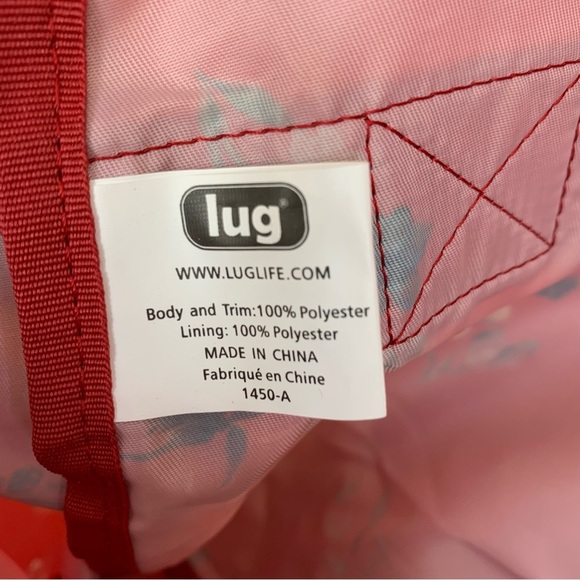 lug®
WWW.LUGLIFE.COM
Body and Trim:100% Polyester
Lining: 100% Polyester
MADE IN CHINA
Fabriqué en Chine
1450-A